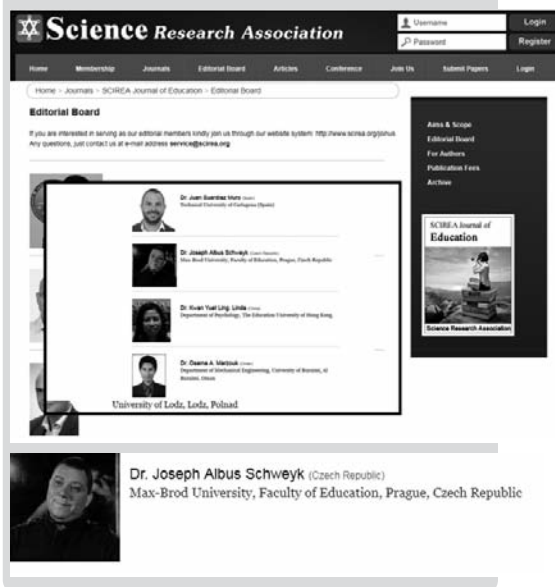 Science Research Association
Username
Login
Password
Register
Home Membership Journals Editorial Board Articles Conference Join Us Submit Papers Login
Home > Journals > SCIREA Journal of Education > Editorial Board
Editorial Board
If you are interested in serving as our editorial members kindly join us through our website system: http://www.scirea.org/joinus
Any questions, just contact us at e-mail address service@scirea.org
Aims & Scope
Editorial Board
For Authors
Publication Fees
Archive
SCIREA Journal of
Education
Science Research Association
Technical University of Cartagena (Spain)
Dr. Joseph Albus Schweyk (Czech Republic)
Max-Brod University, Faculty of Education, Prague, Czech Republic
Dr. Kwan Yuet Ling, Linda
Department of Psychology, The Education University of Hong Kong
Dr. Osama A. Marzouk
Department of Mechanical Engineering, University of Buraimi, Al
Buraimi, Oman
University of Lodz, Lodz, Polnad
Dr. Joseph Albus Schweyk (Czech Republic)
Max-Brod University, Faculty of Education, Prague, Czech Republic